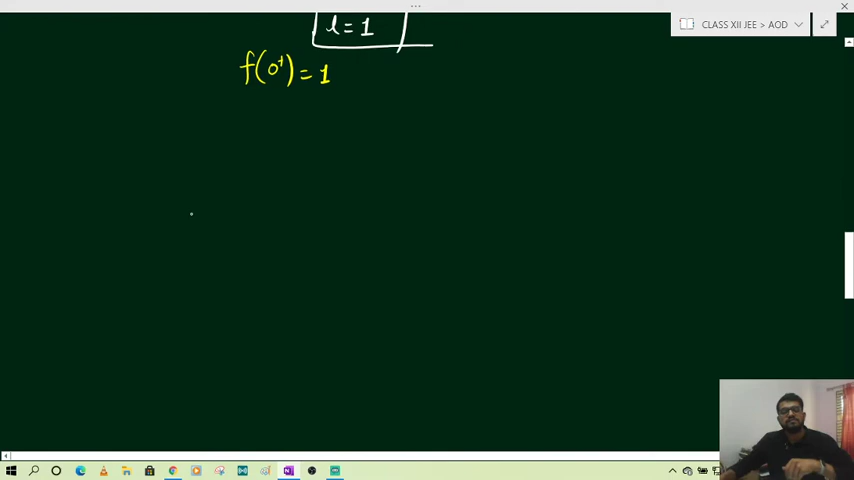 ...
CLASS XII JEE > AOD
l = 1
f(0⁺) = 1